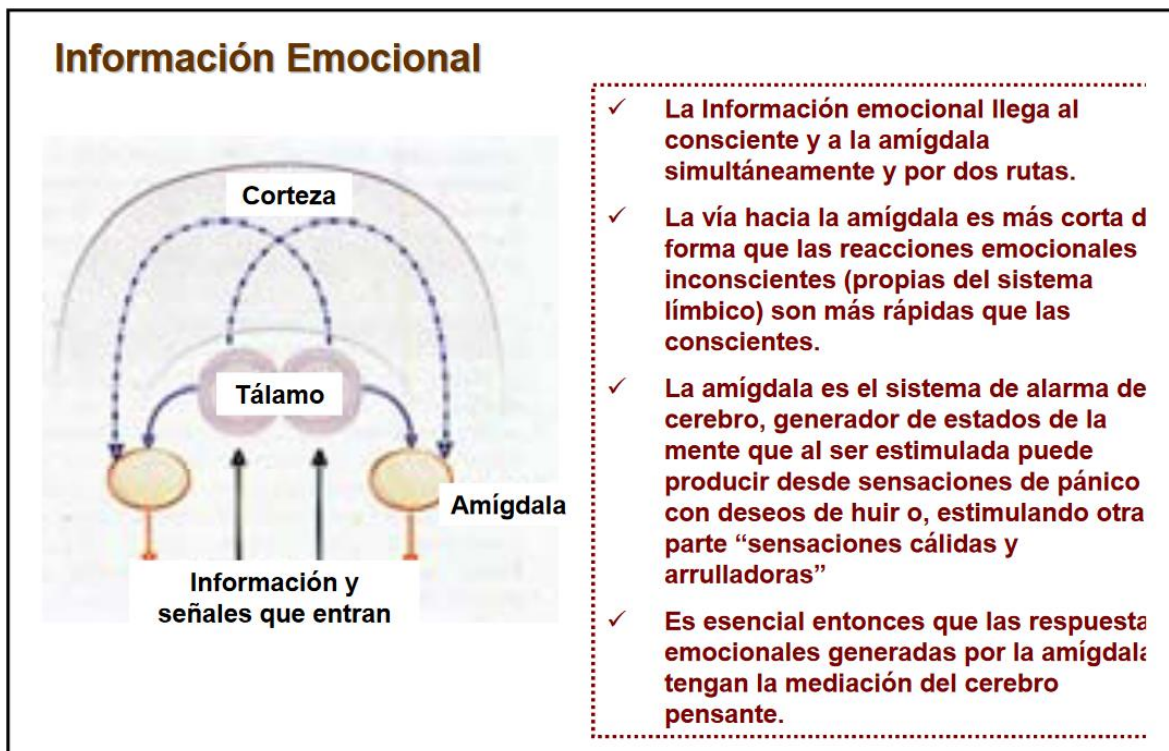 Información Emocional
Corteza
Tálamo
Amígdala
Información y
señales que entran
✓ La Información emocional llega al
consciente y a la amígdala
simultáneamente y por dos rutas.
✓ La vía hacia la amígdala es más corta d
forma que las reacciones emocionales
inconscientes (propias del sistema
límbico) son más rápidas que las
conscientes.
✓ La amígdala es el sistema de alarma de
cerebro, generador de estados de la
mente que al ser estimulada puede
producir desde sensaciones de pánico
con deseos de huir o, estimulando otra
parte “sensaciones cálidas y
arrulladoras”
✓ Es esencial entonces que las respuesta
emocionales generadas por la amígdala
tengan la mediación del cerebro
pensante.